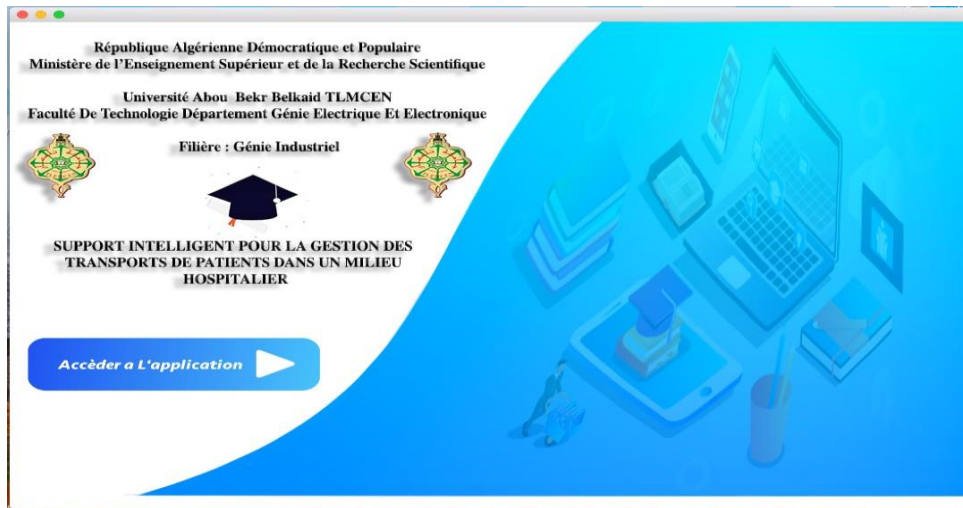 République Algérienne Démocratique et Populaire
Ministère de l'Enseignement Supérieur et de la Recherche Scientifique
Université Abou Bekr Belkaid TLMCEN
Faculté De Technologie Département Génie Electrique Et Electronique
Filière : Génie Industriel
SUPPORT INTELLIGENT POUR LA GESTION DES
TRANSPORTS DE PATIENTS DANS UN MILIEU
HOSPITALIER
Accèder a L'application